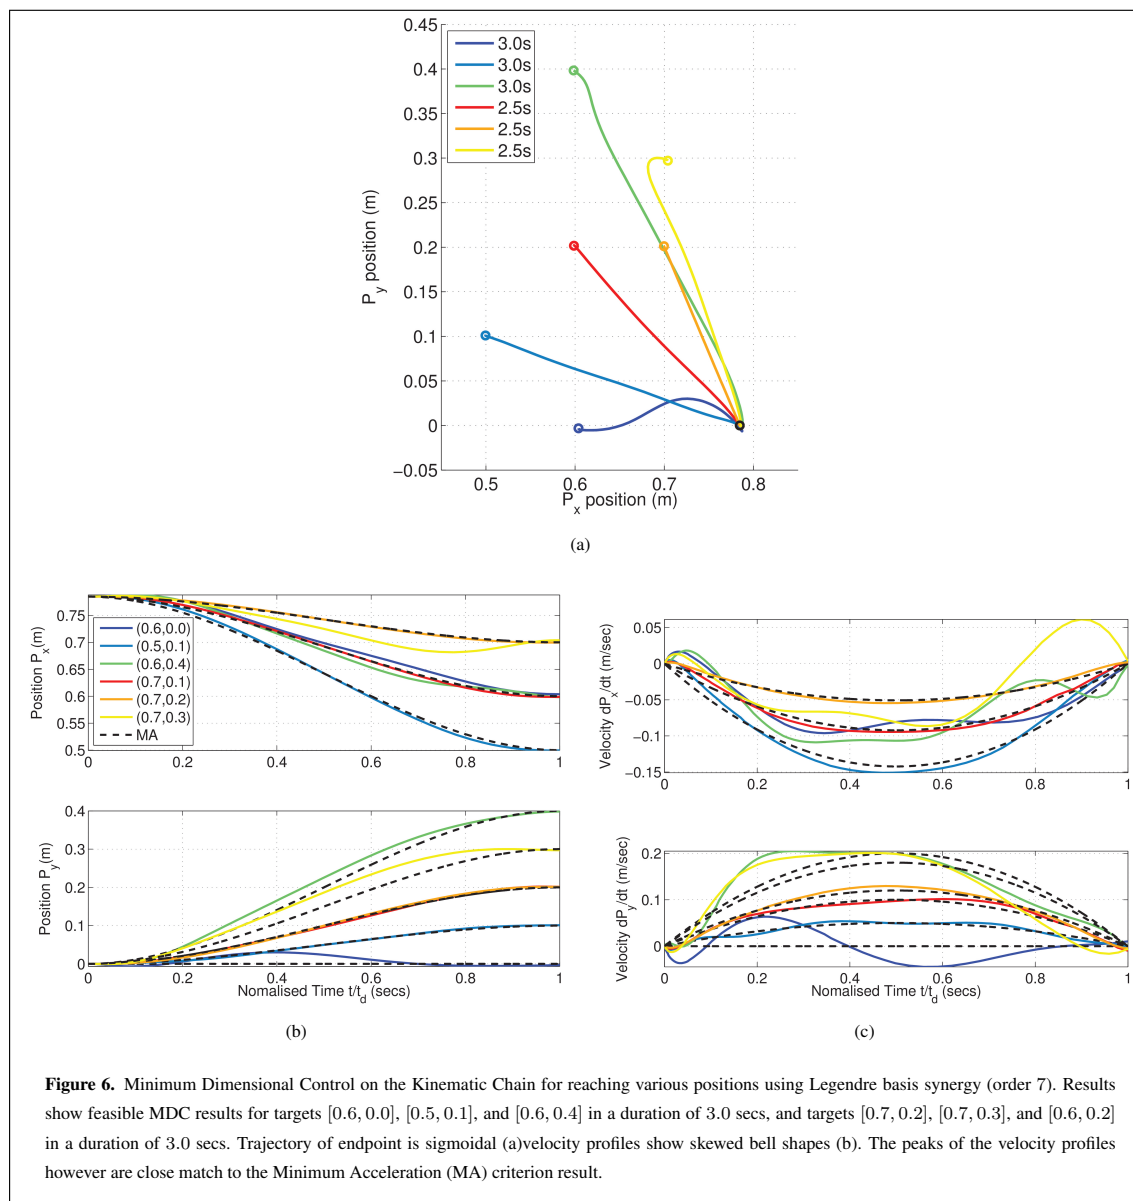 0.45
0.4
0.35
0.3
0.25
0.2
0.15
0.1
0.05
0
−0.05
P_y position (m)
3.0s
3.0s
3.0s
2.5s
2.5s
2.5s
0.5 0.6 0.7 0.8
P_x position (m)
(a)
Position P_x(m)
0.75
0.7
0.65
0.6
0.55
0.5
(0.6,0.0)
(0.5,0.1)
(0.6,0.4)
(0.7,0.1)
(0.7,0.2)
(0.7,0.3)
MA
0 0.2 0.4 0.6 0.8 1
Position P_y(m)
0.4
0.3
0.2
0.1
0
0 0.2 0.4 0.6 0.8 1
Nomalised Time t/t_d (secs)
(b)
Velocity dP_x/dt (m/sec)
0.05
0
−0.05
−0.1
−0.15
0 0.2 0.4 0.6 0.8 1
Velocity dP_y/dt (m/sec)
0.2
0.1
0
0 0.2 0.4 0.6 0.8 1
Nomalised Time t/t_d (secs)
(c)
Figure 6. Minimum Dimensional Control on the Kinematic Chain for reaching various positions using Legendre basis synergy (order 7). Results
show feasible MDC results for targets [0.6, 0.0], [0.5, 0.1], and [0.6, 0.4] in a duration of 3.0 secs, and targets [0.7, 0.2], [0.7, 0.3], and [0.6, 0.2]
in a duration of 3.0 secs. Trajectory of endpoint is sigmoidal (a)velocity profiles show skewed bell shapes (b). The peaks of the velocity profiles
however are close match to the Minimum Acceleration (MA) criterion result.